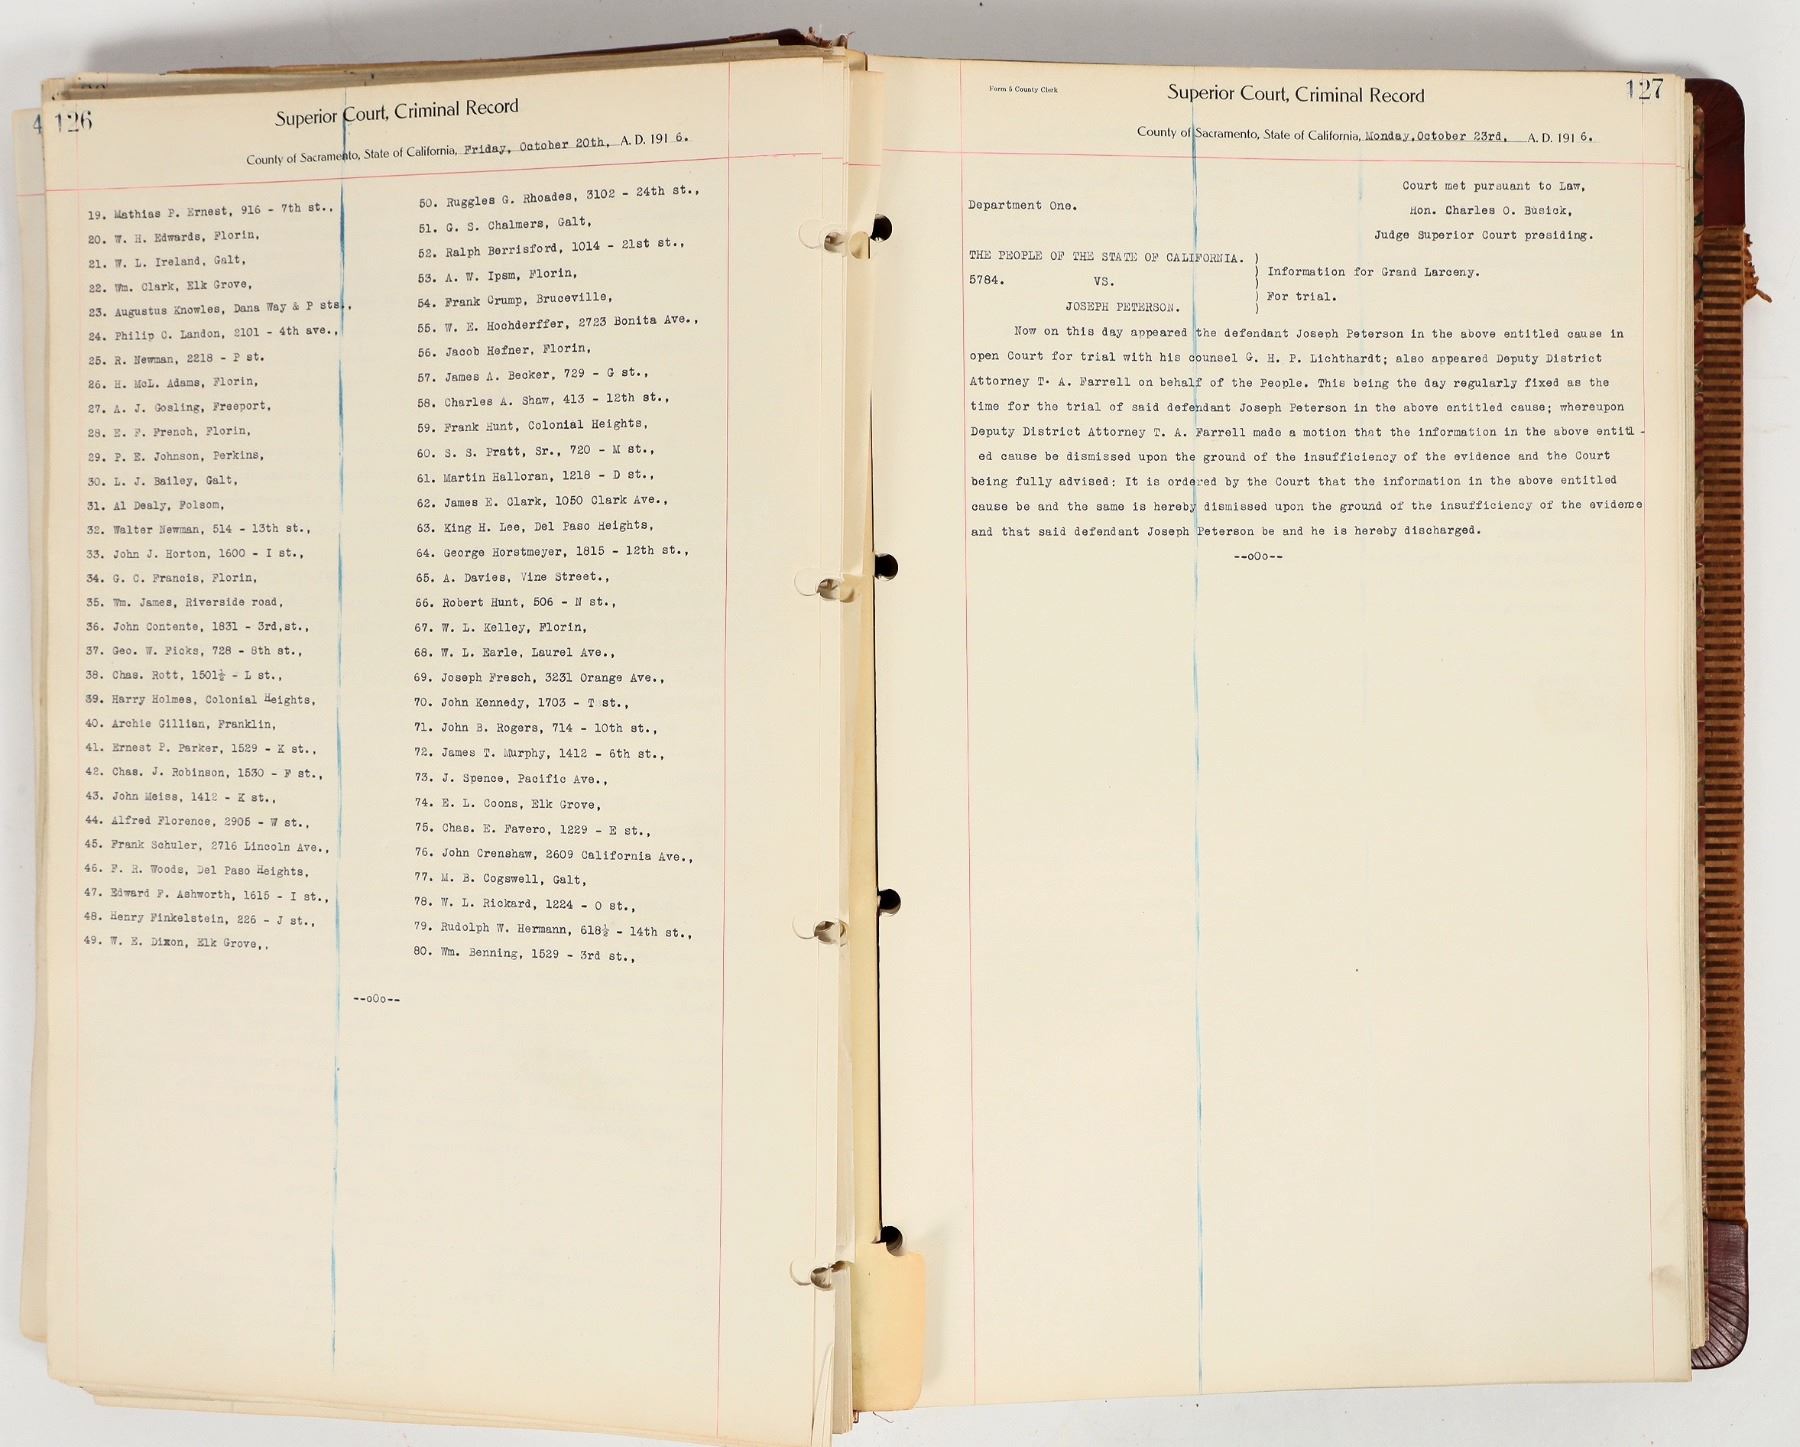 4
126
Superior Court, Criminal Record
County of Sacramento, State of California, Friday, October 20th, A. D. 191 6.
19. Mathias P. Ernest, 916 - 7th st.,
20. W. H. Edwards, Florin,
21. W. L. Ireland, Galt,
22. Wm. Clark, Elk Grove,
23. Augustus Knowles, Dana Way & P sts.,
24. Philip C. Landon, 2101 - 4th ave.,
25. R. Newman, 2218 - P st.
26. H. McL. Adams, Florin,
27. A. J. Gosling, Freeport,
28. E. F. French, Florin,
29. P. E. Johnson, Perkins,
30. L. J. Bailey, Galt,
31. Al Dealy, Folsom,
32. Walter Newman, 514 - 13th st.,
33. John J. Horton, 1600 - I st.,
34. G. C. Francis, Florin,
35. Wm. James, Riverside road,
36. John Contente, 1831 - 3rd,st.,
37. Geo. W. Ficks, 728 - 8th st.,
38. Chas. Rott, 1501½ - L st.,
39. Harry Holmes, Colonial Heights,
40. Archie Gillian, Franklin,
41. Ernest P. Parker, 1529 - K st.,
42. Chas. J. Robinson, 1530 - F st.,
43. John Meiss, 1412 - K st.,
44. Alfred Florence, 2905 - W st.,
45. Frank Schuler, 2716 Lincoln Ave.,
46. F. R. Woods, Del Paso Heights,
47. Edward F. Ashworth, 1615 - I st.,
48. Henry Finkelstein, 226 - J st.,
49. W. E. Dixon, Elk Grove,,
50. Ruggles G. Rhoades, 3102 - 24th st.,
51. G. S. Chalmers, Galt,
52. Ralph Berrisford, 1014 - 21st st.,
53. A. W. Ipsm, Florin,
54. Frank Crump, Bruceville,
55. W. E. Hochderffer, 2723 Bonita Ave.,
56. Jacob Hefner, Florin,
57. James A. Becker, 729 - G st.,
58. Charles A. Shaw, 413 - 12th st.,
59. Frank Hunt, Colonial Heights,
60. S. S. Pratt, Sr., 720 - M st.,
61. Martin Halloran, 1218 - D st.,
62. James E. Clark, 1050 Clark Ave.,
63. King H. Lee, Del Paso Heights,
64. George Horstmeyer, 1815 - 12th st.,
65. A. Davies, Vine Street.,
66. Robert Hunt, 506 - N st.,
67. W. L. Kelley, Florin,
68. W. L. Earle, Laurel Ave.,
69. Joseph Fresch, 3231 Orange Ave.,
70. John Kennedy, 1703 - T st.,
71. John B. Rogers, 714 - 10th st.,
72. James T. Murphy, 1412 - 6th st.,
73. J. Spence, Pacific Ave.,
74. E. L. Coons, Elk Grove,
75. Chas. E. Favero, 1229 - E st.,
76. John Crenshaw, 2609 California Ave.,
77. M. B. Cogswell, Galt,
78. W. L. Rickard, 1224 - O st.,
79. Rudolph W. Hermann, 618½ - 14th st.,
80. Wm. Benning, 1529 - 3rd st.,
--oOo--
Form 5 County Clerk
Superior Court, Criminal Record
127
County of Sacramento, State of California, Monday,October 23rd, A. D. 191 6.
Court met pursuant to Law,
Department One.
Hon. Charles O. Busick,
Judge Superior Court presiding.
THE PEOPLE OF THE STATE OF CALIFORNIA. )
) Information for Grand Larceny.
5784. VS. )
) For trial.
JOSEPH PETERSON. )
Now on this day appeared the defendant Joseph Peterson in the above entitled cause in
open Court for trial with his counsel G. H. P. Lichthardt; also appeared Deputy District
Attorney T. A. Farrell on behalf of the People. This being the day regularly fixed as the
time for the trial of said defendant Joseph Peterson in the above entitled cause; whereupon
Deputy District Attorney T. A. Farrell made a motion that the information in the above entitl -
ed cause be dismissed upon the ground of the insufficiency of the evidence and the Court
being fully advised: It is ordered by the Court that the information in the above entitled
cause be and the same is hereby dismissed upon the ground of the insufficiency of the evidence
and that said defendant Joseph Peterson be and he is hereby discharged.
--oOo--